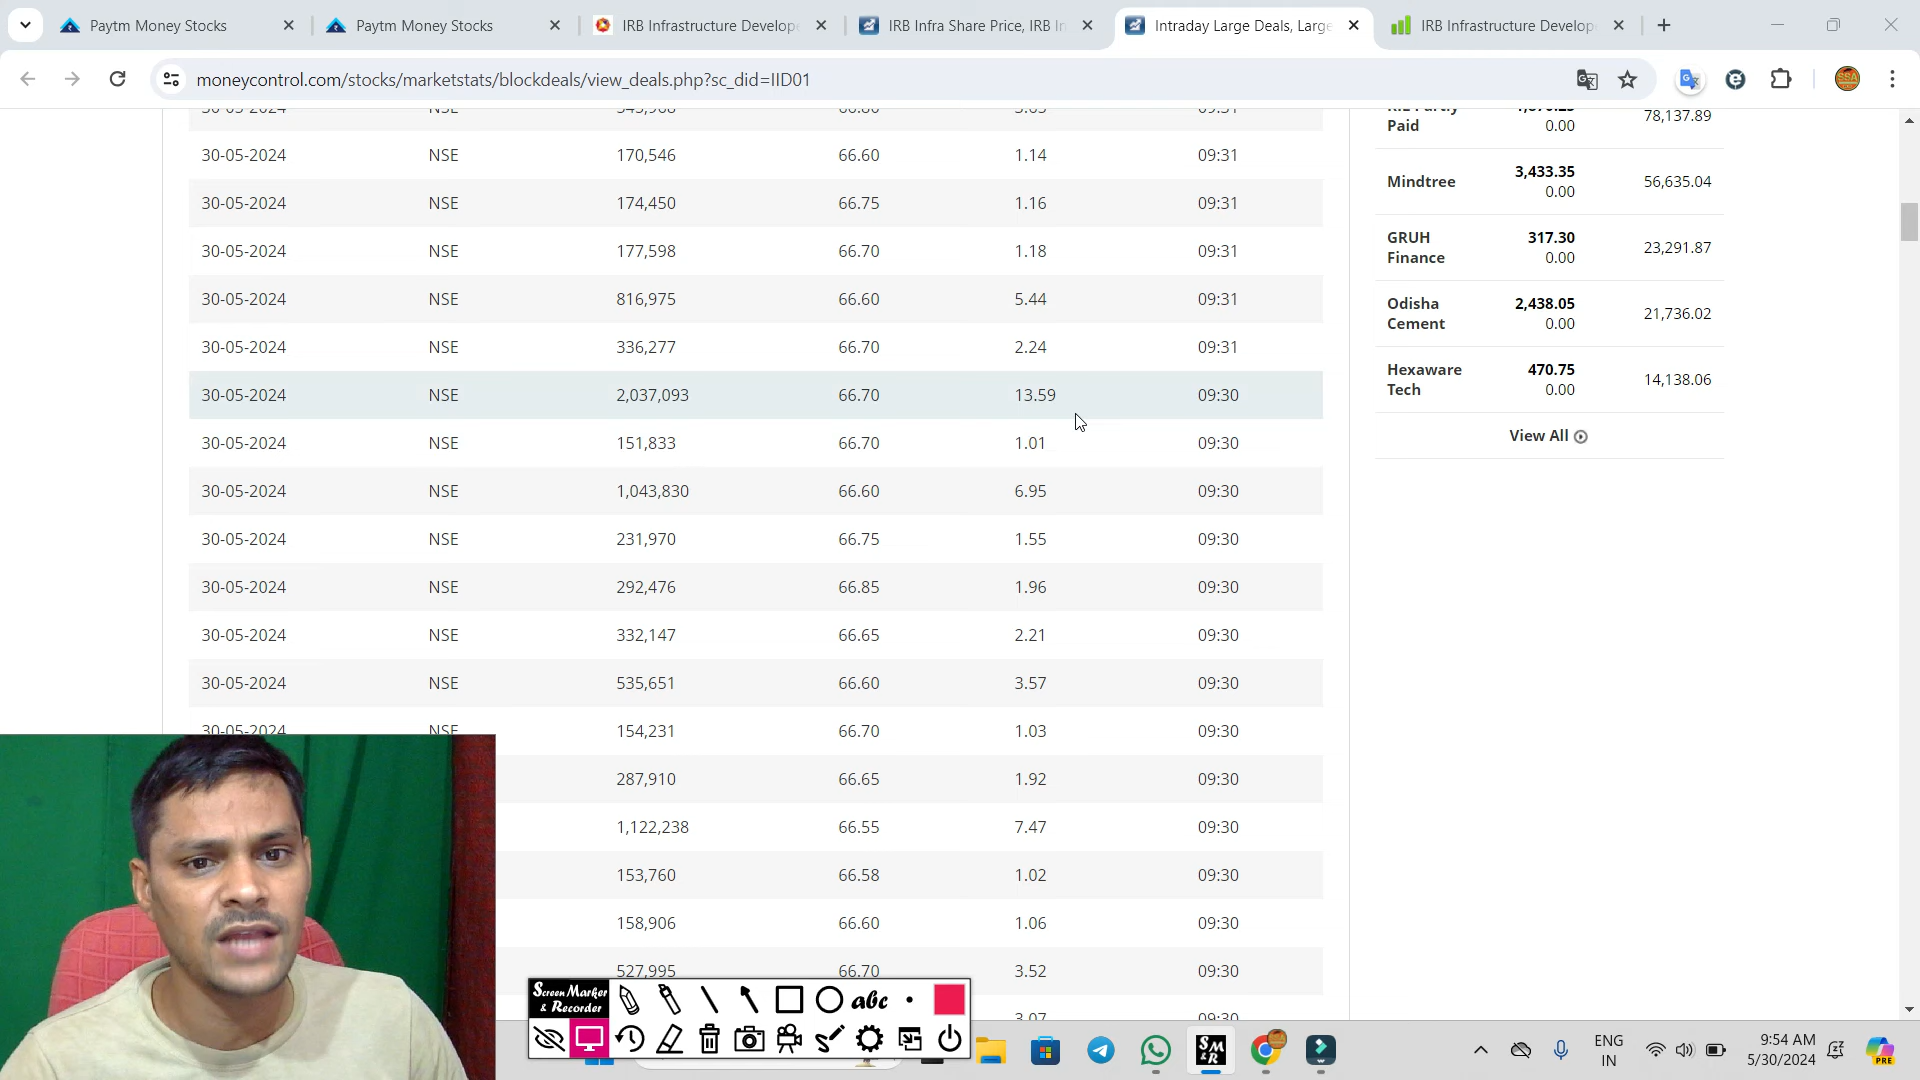 Paytm Money Stocks
Paytm Money Stocks
IRB Infrastructure Develope
IRB Infra Share Price, IRB In
Intraday Large Deals, Large
IRB Infrastructure Develop
moneycontrol.com/stocks/marketstats/blockdeals/view_deals.php?sc_did=IID01
30-05-2024 NSE 170,546 66.60 1.14 09:31
30-05-2024 NSE 174,450 66.75 1.16 09:31
30-05-2024 NSE 177,598 66.70 1.18 09:31
30-05-2024 NSE 816,975 66.60 5.44 09:31
30-05-2024 NSE 336,277 66.70 2.24 09:31
30-05-2024 NSE 2,037,093 66.70 13.59 09:30
30-05-2024 NSE 151,833 66.70 1.01 09:30
30-05-2024 NSE 1,043,830 66.60 6.95 09:30
30-05-2024 NSE 231,970 66.75 1.55 09:30
30-05-2024 NSE 292,476 66.85 1.96 09:30
30-05-2024 NSE 332,147 66.65 2.21 09:30
30-05-2024 NSE 535,651 66.60 3.57 09:30
30-05-2024 NSE 154,231 66.70 1.03 09:30
287,910 66.65 1.92 09:30
1,122,238 66.55 7.47 09:30
153,760 66.58 1.02 09:30
158,906 66.60 1.06 09:30
527,995 66.70 3.52 09:30
3.07 09:30
Paid 0.00 78,137.89
Mindtree 3,433.35 0.00 56,635.04
GRUH Finance 317.30 0.00 23,291.87
Odisha Cement 2,438.05 0.00 21,736.02
Hexaware Tech 470.75 0.00 14,138.06
View All
Screen Marker
& Recorder
abc
SM
&R
ENG
IN
9:54 AM
5/30/2024
PRE